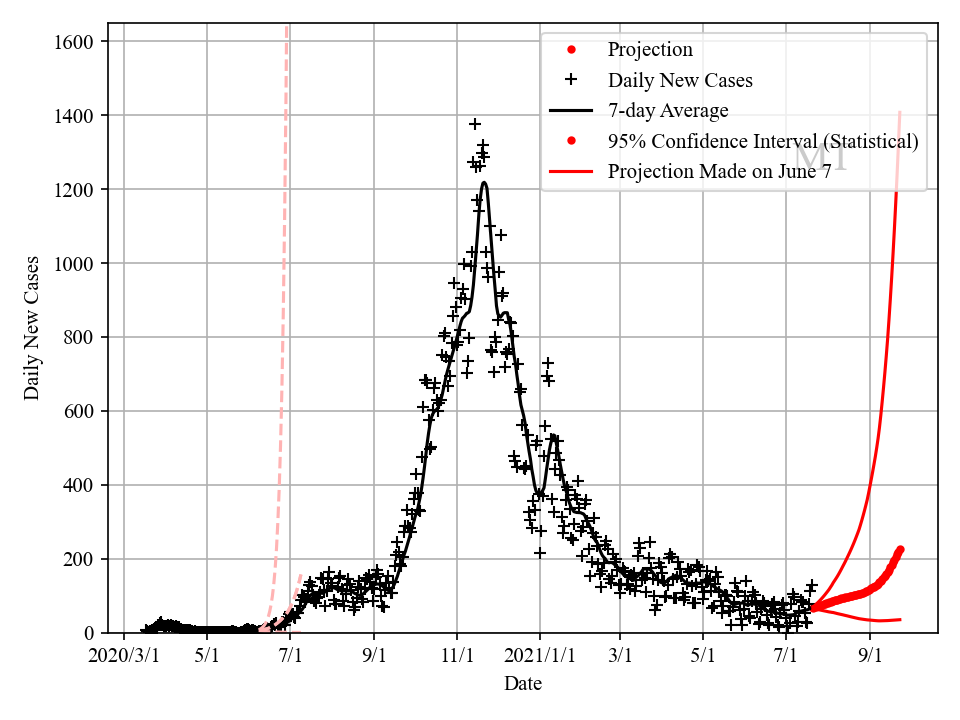 1600
1400
1200
1000
800
600
400
200
0
Daily New Cases
Projection
Daily New Cases
7-day Average
95% Confidence Interval (Statistical)
Projection Made on June 7
MT
2020/3/1 5/1 7/1 9/1 11/1 2021/1/1 3/1 5/1 7/1 9/1
Date